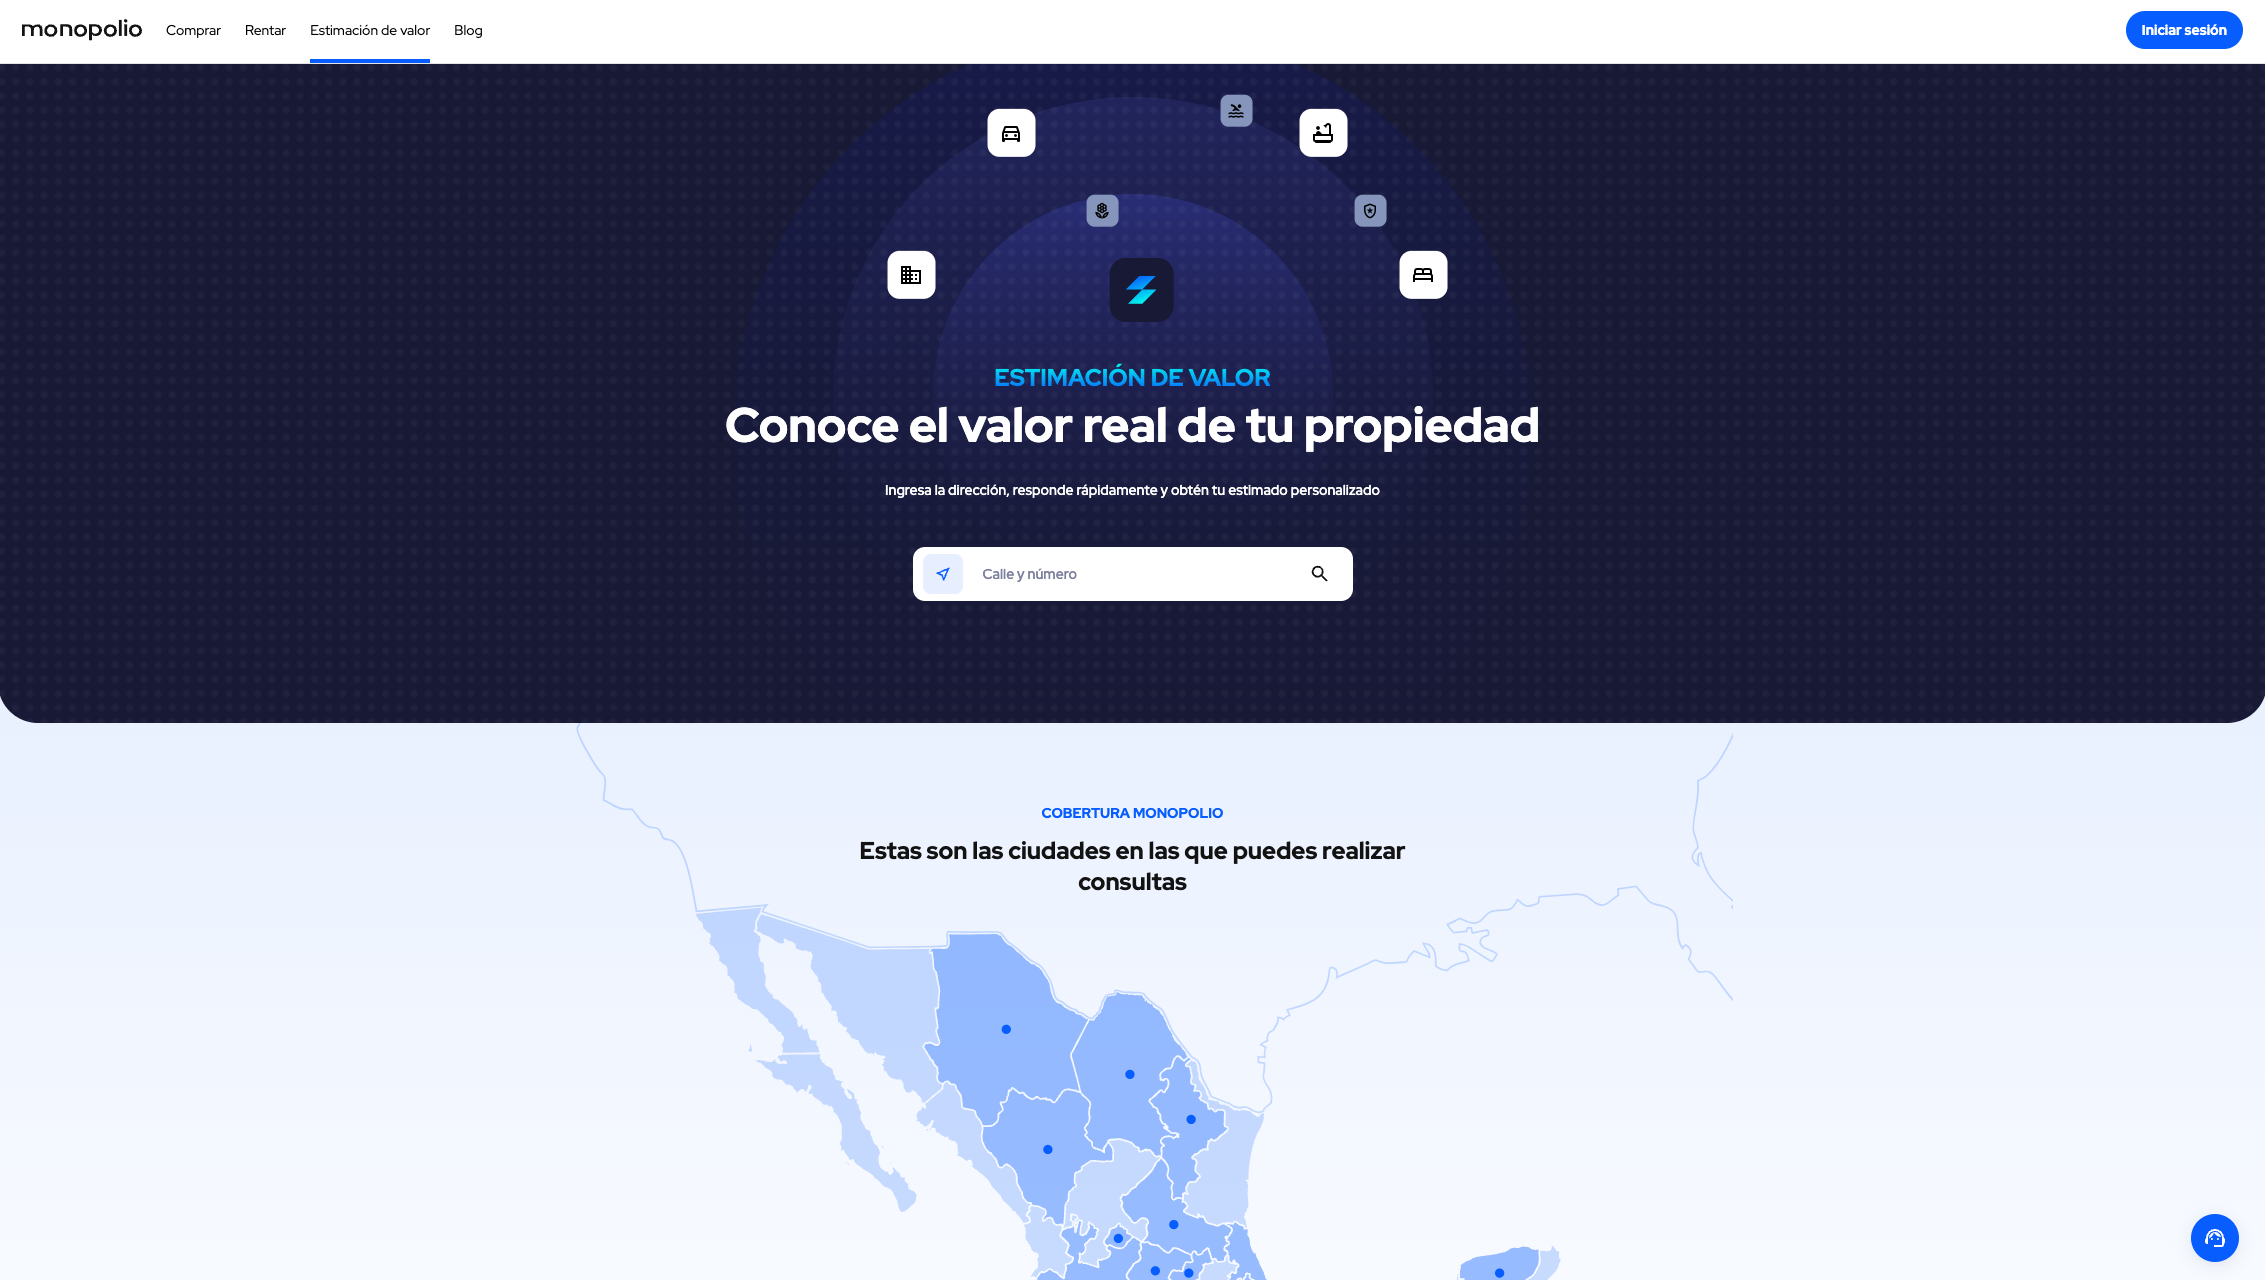 monopolio
Comprar
Rentar
Estimación de valor
Blog
Iniciar sesión
ESTIMACIÓN DE VALOR
Conoce el valor real de tu propiedad
Ingresa la dirección, responde rápidamente y obtén tu estimado personalizado
Calle y número
COBERTURA MONOPOLIO
Estas son las ciudades en las que puedes realizar
consultas